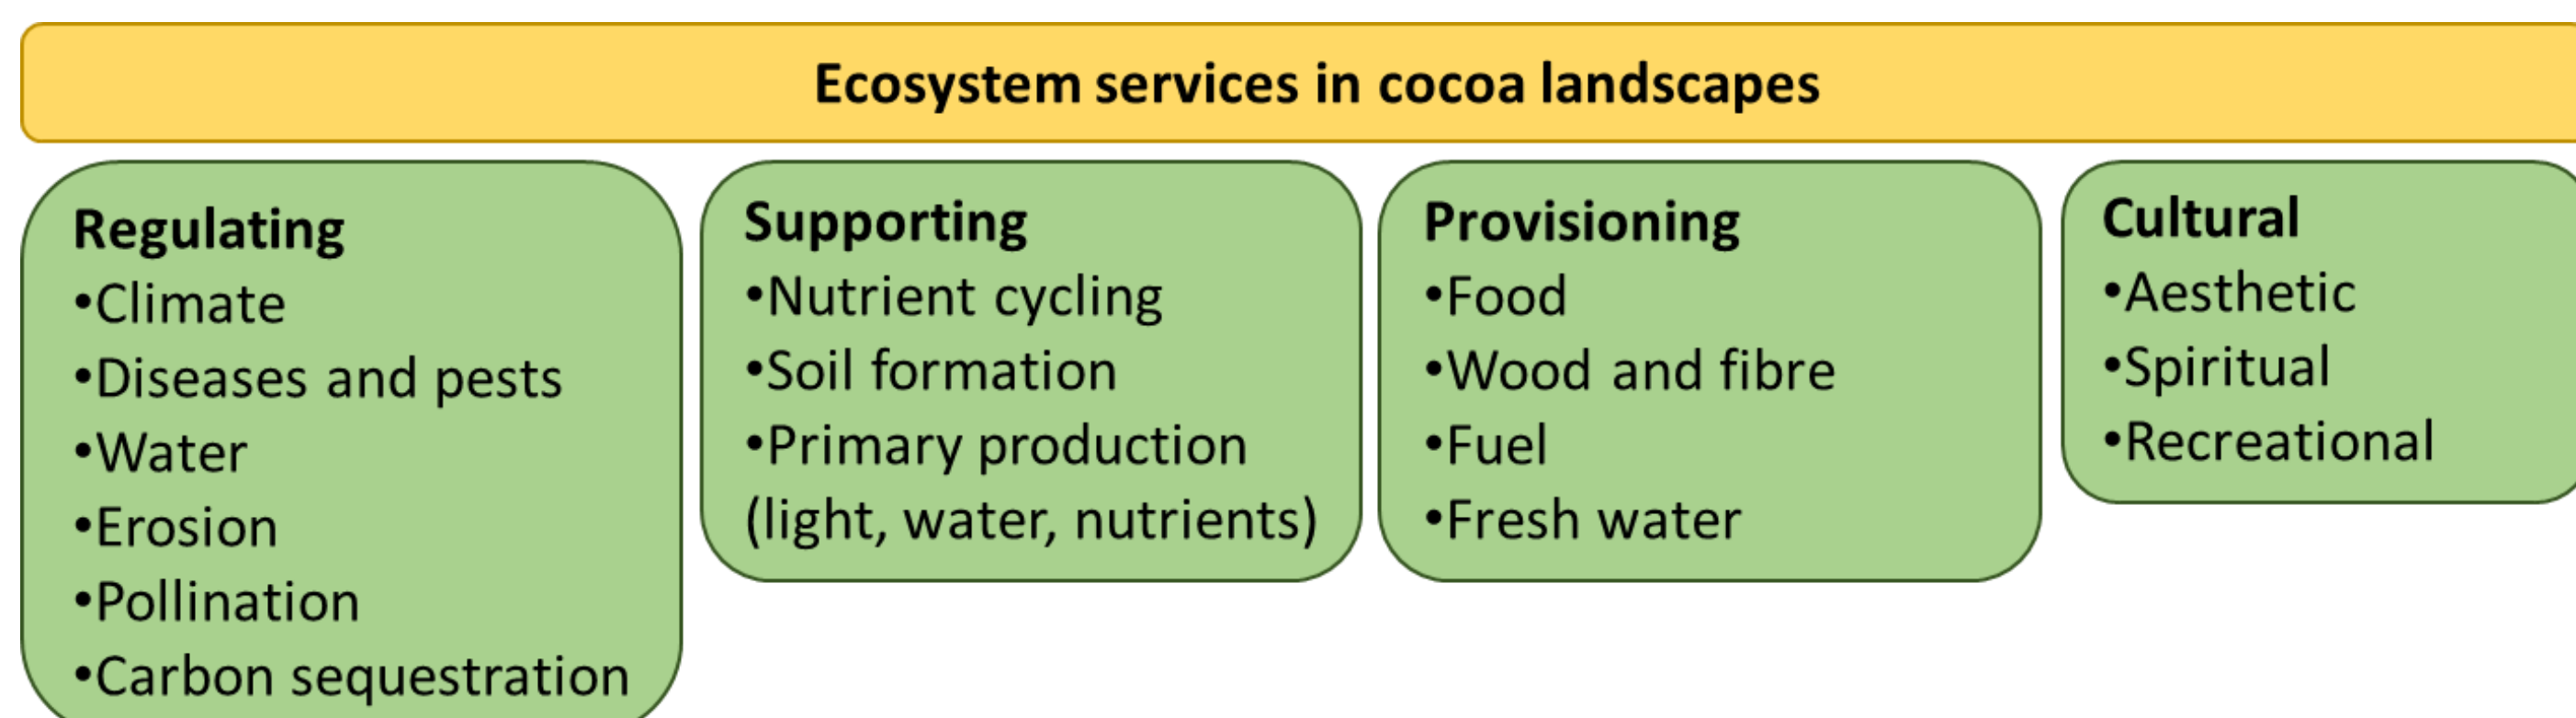 Ecosystem services in cocoa landscapes
Regulating
•Climate
•Diseases and pests
•Water
•Erosion
•Pollination
•Carbon sequestration
Supporting
•Nutrient cycling
•Soil formation
•Primary production
(light, water, nutrients)
Provisioning
•Food
•Wood and fibre
•Fuel
•Fresh water
Cultural
•Aesthetic
•Spiritual
•Recreational